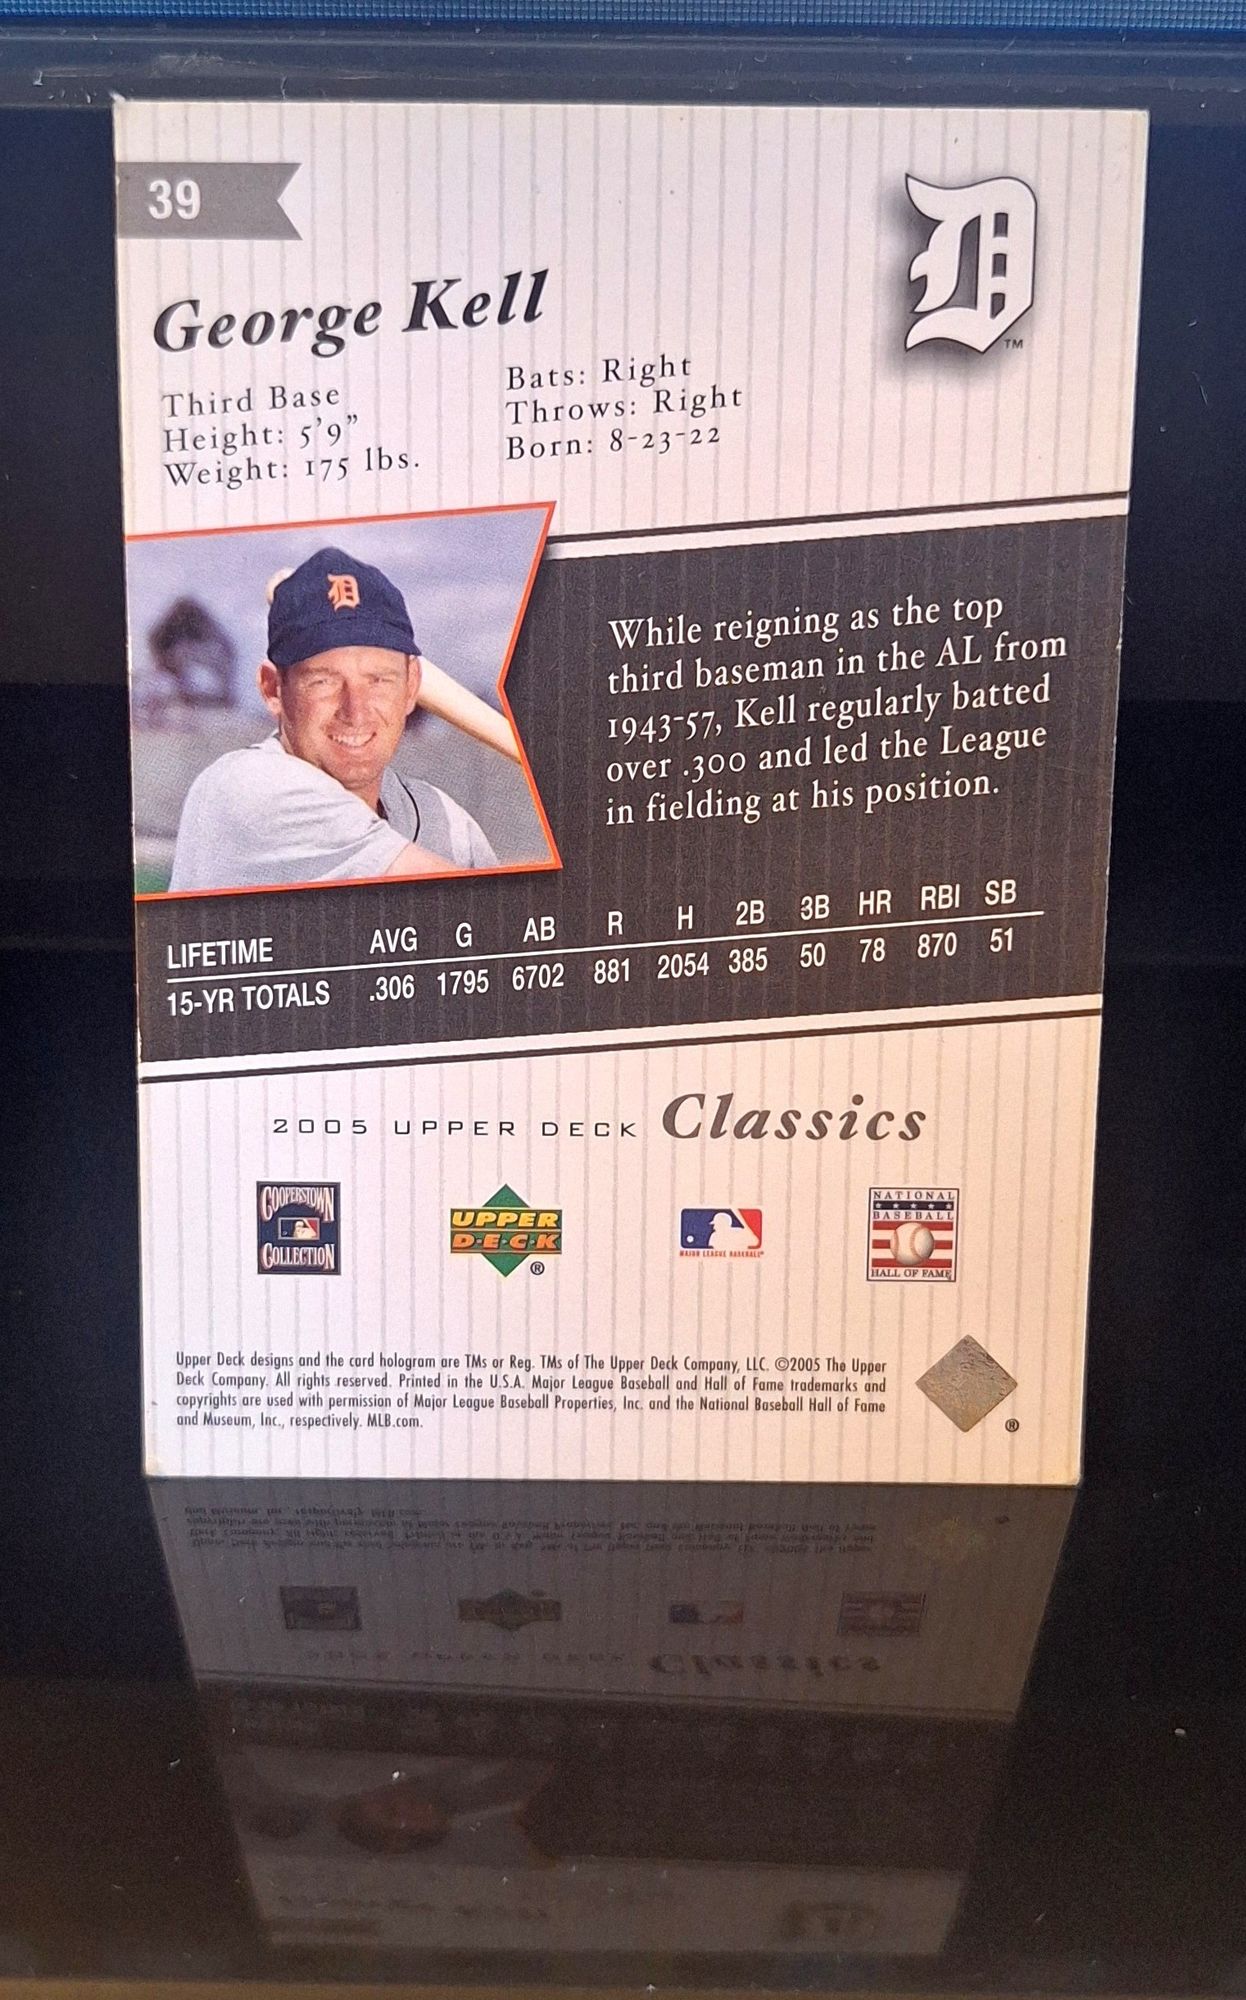 39
D
TM
George Kell
Third Base
Height: 5'9"
Weight: 175 lbs.
Bats: Right
Throws: Right
Born: 8-23-22
D
While reigning as the top
third baseman in the AL from
1943-57, Kell regularly batted
over .300 and led the League
in fielding at his position.
LIFETIME AVG G AB R H 2B 3B HR RBI SB
15-YR TOTALS .306 1795 6702 881 2054 385 50 78 870 51
2005 UPPER DECK Classics
COOPERSTOWN
COLLECTION
UPPER
D·E·C·K
®
MAJOR LEAGUE BASEBALL
NATIONAL
BASEBALL
HALL OF FAME
Upper Deck designs and the card hologram are TMs or Reg. TMs of The Upper Deck Company, LLC. ©2005 The Upper
Deck Company. All rights reserved. Printed in the U.S.A. Major League Baseball and Hall of Fame trademarks and
copyrights are used with permission of Major League Baseball Properties, Inc. and the National Baseball Hall of Fame
and Museum, Inc., respectively. MLB.com.
®